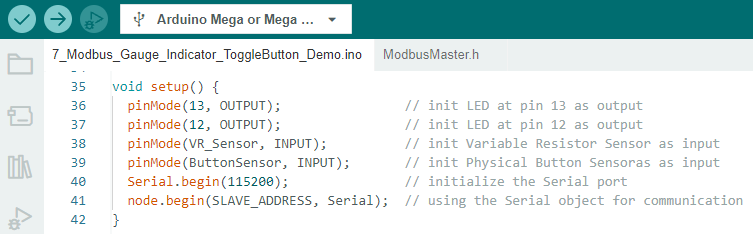 Arduino Mega or Mega ...
7_Modbus_Gauge_Indicator_ToggleButton_Demo.ino ModbusMaster.h
35 void setup() {
36 pinMode(13, OUTPUT); // init LED at pin 13 as output
37 pinMode(12, OUTPUT); // init LED at pin 12 as output
38 pinMode(VR_Sensor, INPUT); // init Variable Resistor Sensor as input
39 pinMode(ButtonSensor, INPUT); // init Physical Button Sensoras as input
40 Serial.begin(115200); // initialize the Serial port
41 node.begin(SLAVE_ADDRESS, Serial); // using the Serial object for communication
42 }